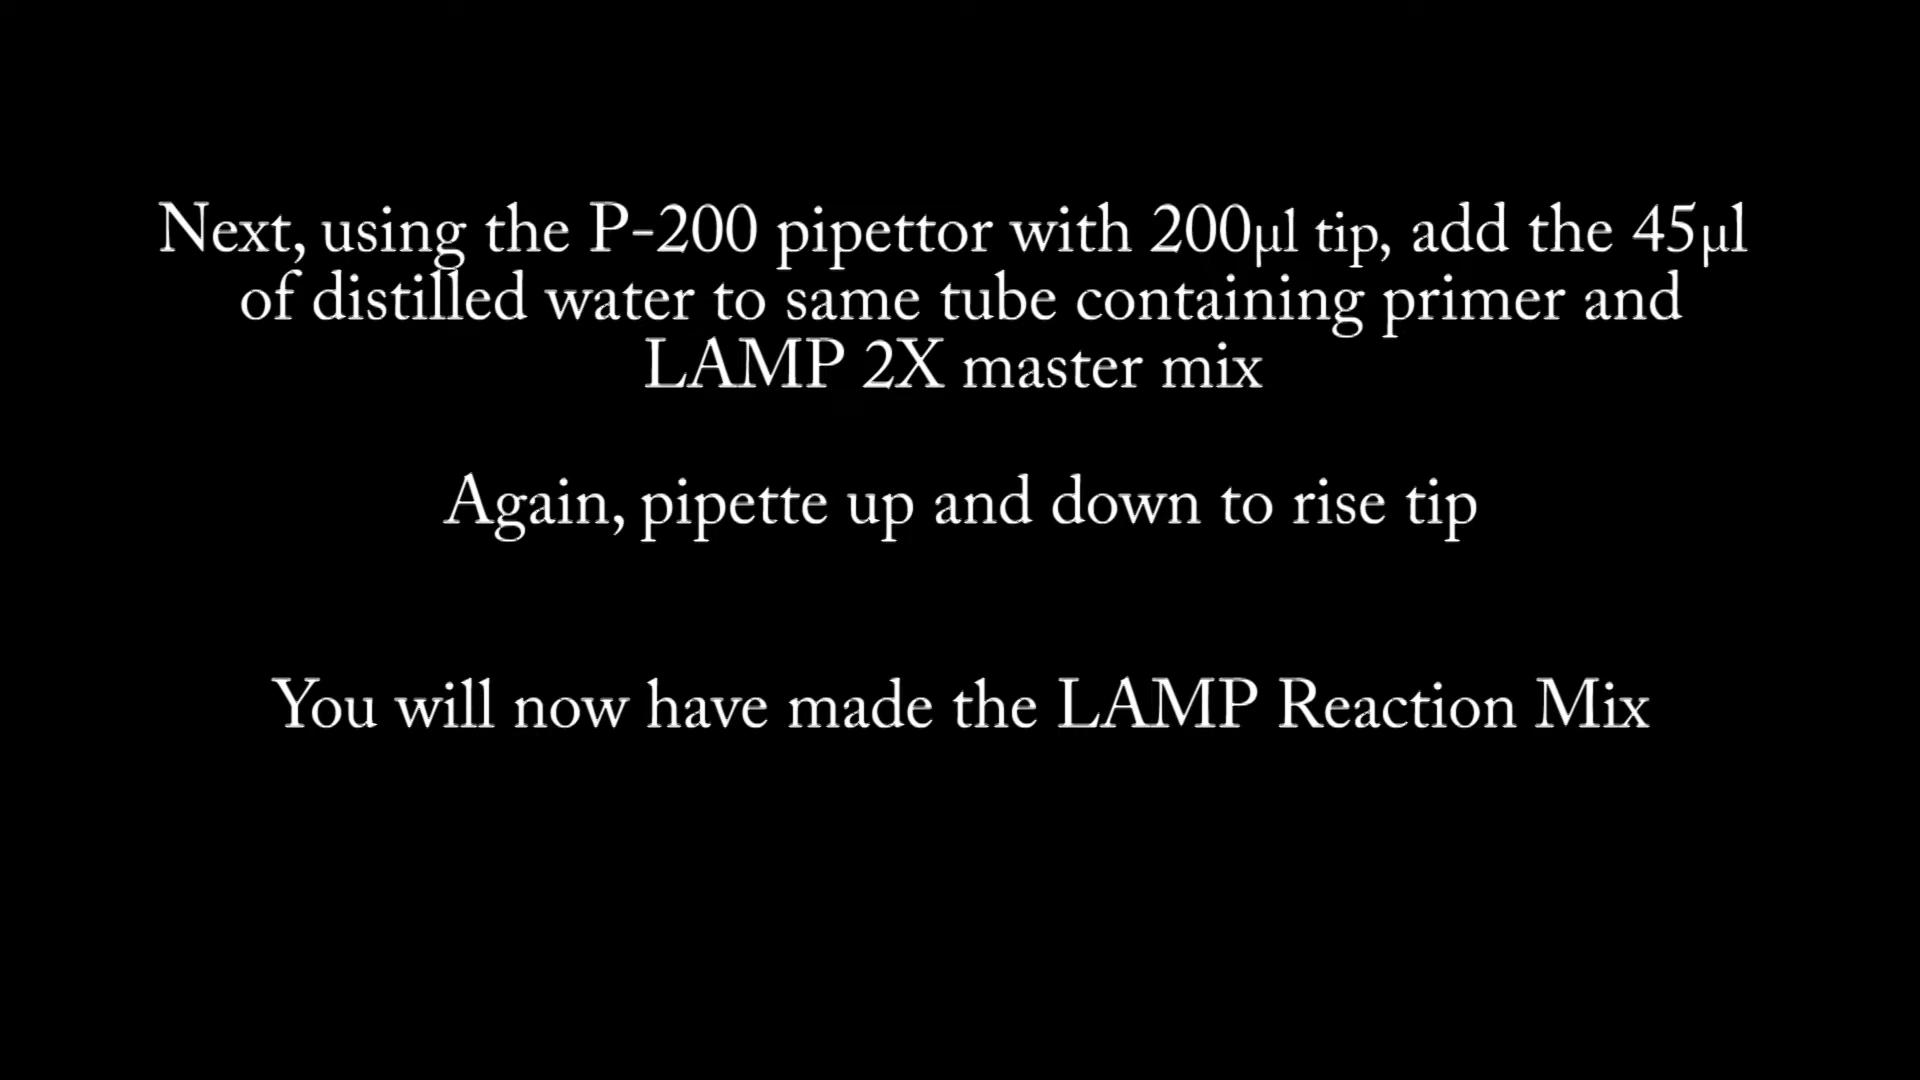 Next, using the P-200 pipettor with 200µl tip, add the 45µl
of distilled water to same tube containing primer and
LAMP 2X master mix
Again, pipette up and down to rise tip
You will now have made the LAMP Reaction Mix